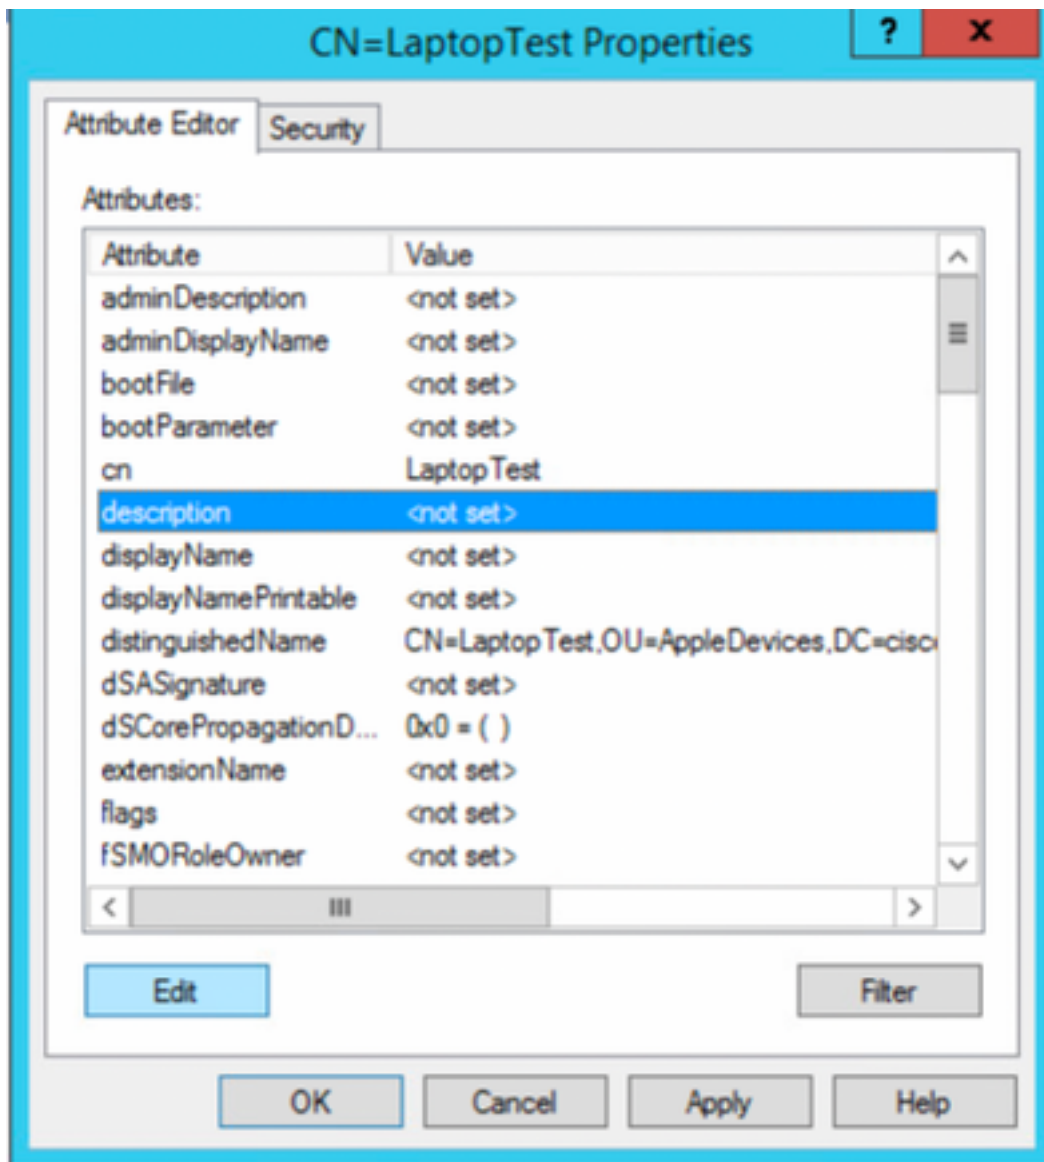 CN=LaptopTest Properties ? x
Attribute Editor Security
Attributes:
Attribute Value
adminDescription <not set>
adminDisplayName <not set>
bootFile <not set>
bootParameter <not set>
cn LaptopTest
description <not set>
displayName <not set>
displayNamePrintable <not set>
distinguishedName CN=LaptopTest,OU=AppleDevices,DC=cisc
dSASignature <not set>
dSCorePropagationD... 0x0 = ( )
extensionName <not set>
flags <not set>
fSMORoleOwner <not set>
Edit Filter
OK Cancel Apply Help